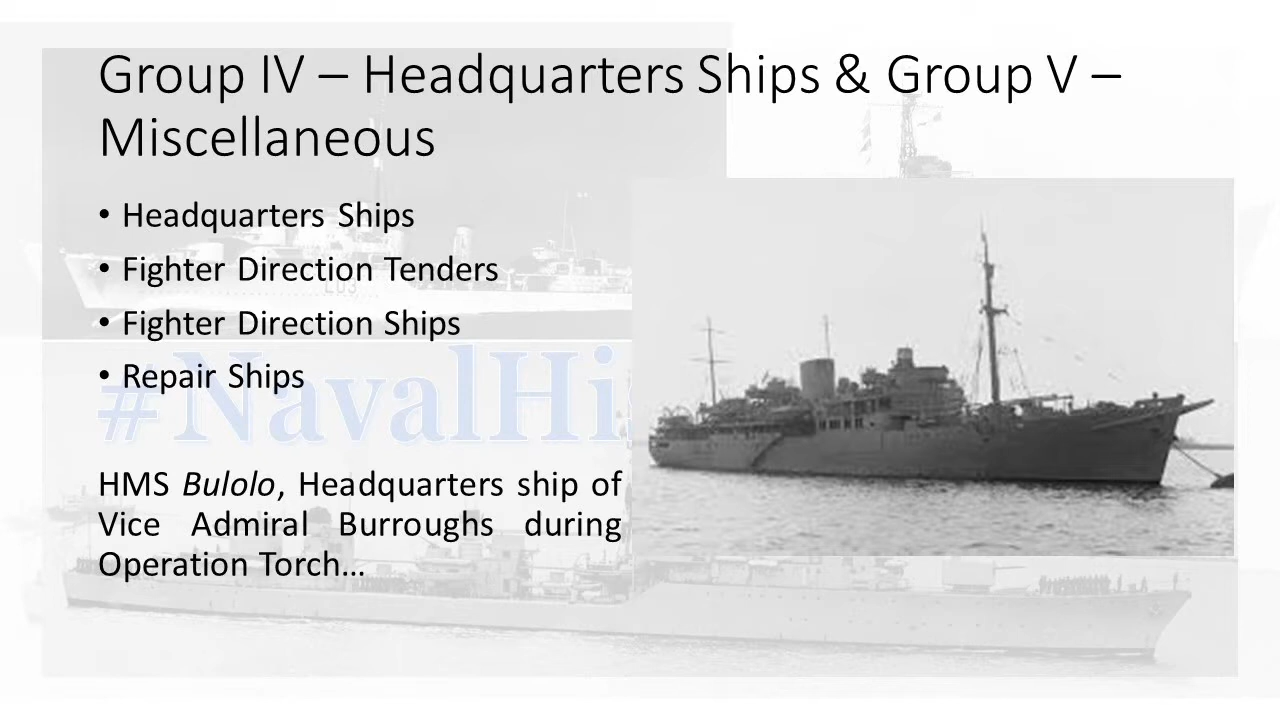 Group IV – Headquarters Ships & Group V –
Miscellaneous
• Headquarters Ships
• Fighter Direction Tenders
• Fighter Direction Ships
• Repair Ships
#NavalHis
HMS Bulolo, Headquarters ship of
Vice Admiral Burroughs during
Operation Torch…